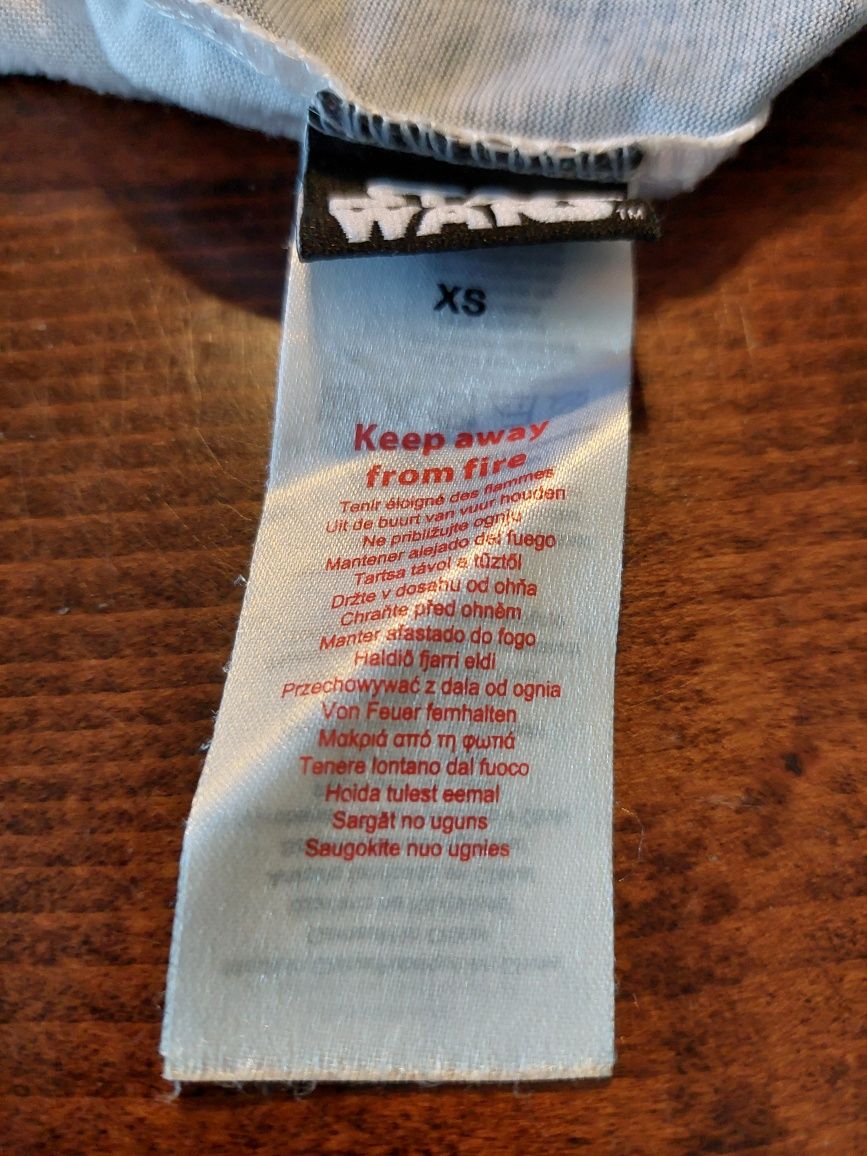 STAR
WARS™
XS
Keep away
from fire
Tenir éloigné des flammes
Uit de buurt van vuur houden
Ne približujte ognju
Mantener alejado del fuego
Tartsa távol a tűztől
Držte v dosahu od ohňa
Chraňte před ohněm
Manter afastado do fogo
Haldið fjarri eldi
Przechowywać z dala od ognia
Von Feuer fernhalten
Μακριά από τη φωτιά
Tenere lontano dal fuoco
Hoida tulest eemal
Sargāt no uguns
Saugokite nuo ugnies